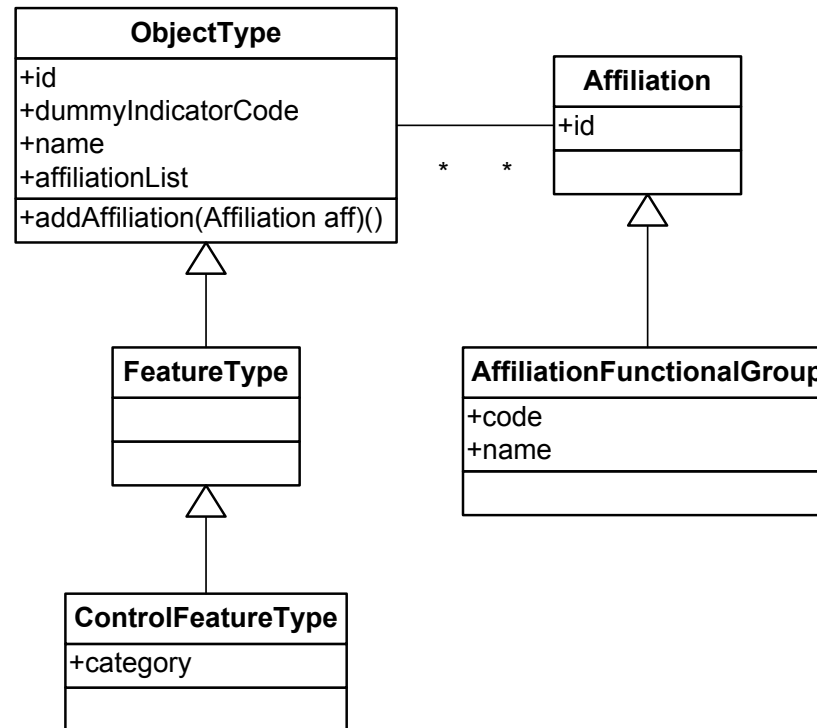 ObjectType
+id
+dummyIndicatorCode
+name
+affiliationList
+addAffiliation(Affiliation aff)()
Affiliation
+id
* *
FeatureType
AffiliationFunctionalGroup
+code
+name
ControlFeatureType
+category